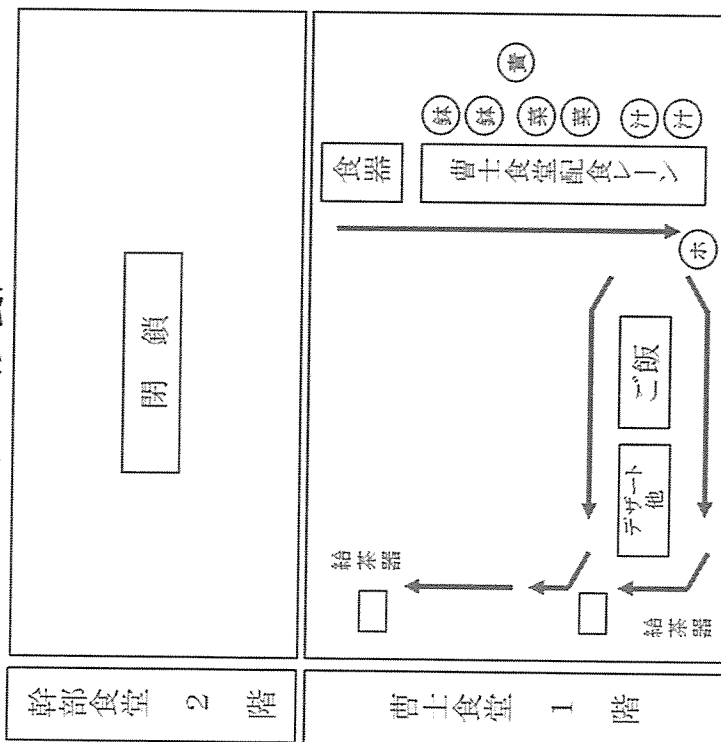 幹部食堂 2階
閉鎖
曹士食堂 1階
食器
曹士食堂配食レーン
責
鉢
鉢
菜
菜
汁
汁
ホ
ご飯
デザート
他
給茶器
給茶器